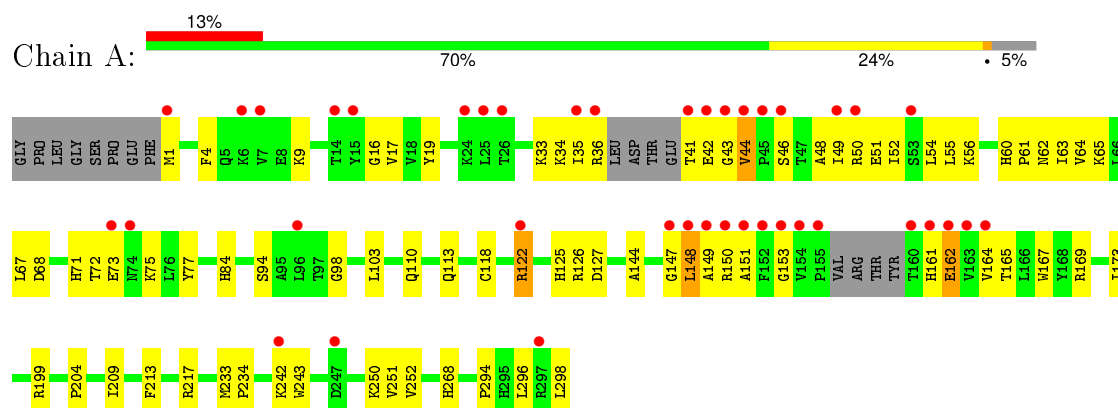 13%
Chain A:
70% 24% • 5%
GLY PRO LEU GLY SER PRO GLU PHE M1 F4 Q5 K6 V7 E8 K9 T14 Y15 G16 V17 V18 Y19 K24 L25 T26 K33 K34 I35 R36 LEU ASP THR GLU T41 E42 G43 V44 P45 S46 T47 A48 I49 R50 E51 I52 S53 L54 L55 K56 H60 P61 N62 I63 V64 K65 L66
L67 D68 H71 T72 E73 N74 K75 L76 Y77 H84 S94 A95 L96 T97 G98 L103 Q110 Q113 C118 R122 H125 R126 D127 A144 G147 L148 A149 R150 A151 F152 G153 V154 P155 VAL ARG THR TYR T160 H161 E162 V163 V164 T165 L166 W167 Y168 R169 I173
R199 P204 I209 F213 R217 M233 P234 K242 W243 D247 K250 V251 V252 H268 P294 H295 L296 R297 L298